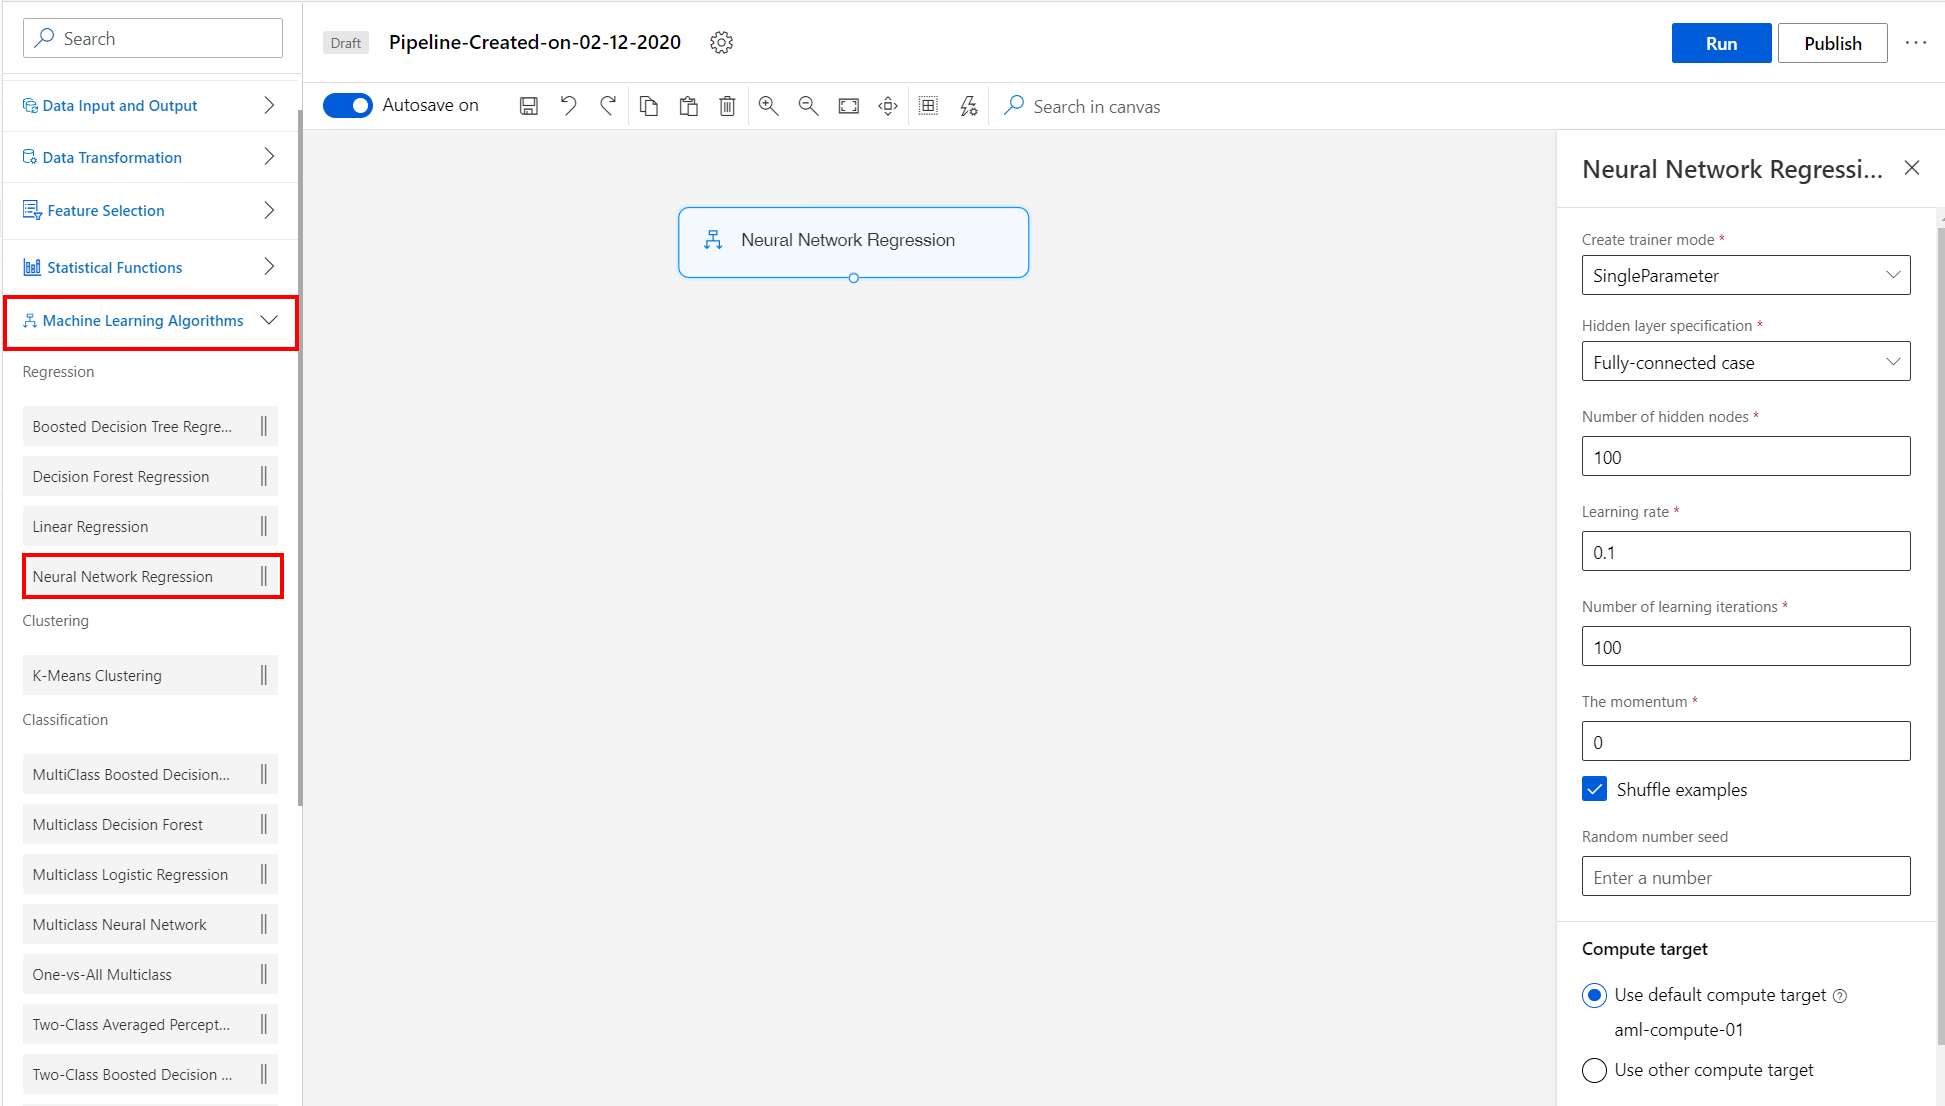 Search
Data Input and Output
Data Transformation
Feature Selection
Statistical Functions
Machine Learning Algorithms
Regression
Boosted Decision Tree Regre...
Decision Forest Regression
Linear Regression
Neural Network Regression
Clustering
K-Means Clustering
Classification
MultiClass Boosted Decision...
Multiclass Decision Forest
Multiclass Logistic Regression
Multiclass Neural Network
One-vs-All Multiclass
Two-Class Averaged Percept...
Two-Class Boosted Decision ...
Draft Pipeline-Created-on-02-12-2020
Run Publish ...
Autosave on
Search in canvas
Neural Network Regression
Neural Network Regressi...
Create trainer mode *
SingleParameter
Hidden layer specification *
Fully-connected case
Number of hidden nodes *
100
Learning rate *
0.1
Number of learning iterations *
100
The momentum *
0
Shuffle examples
Random number seed
Enter a number
Compute target
Use default compute target
aml-compute-01
Use other compute target